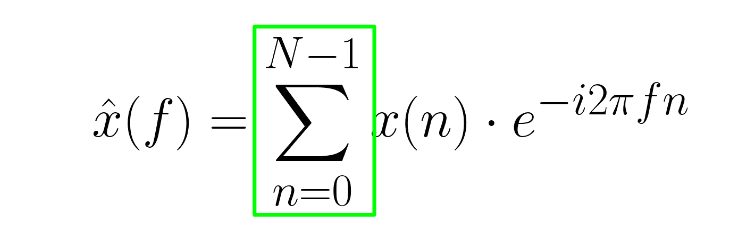 x̂(f) = ∑_{n=0}^{N−1} x(n) · e^{−i2πfn}